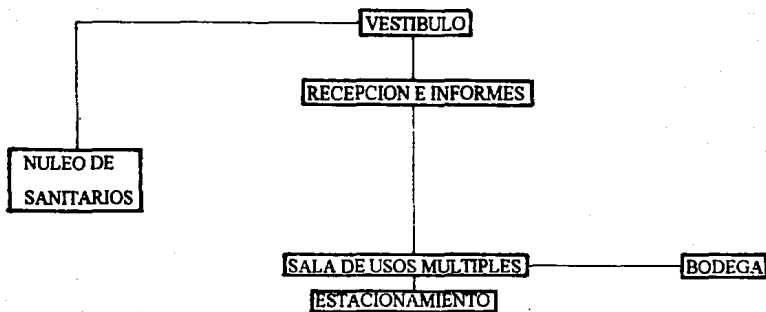 VESTIBULO
RECEPCION E INFORMES
NULEO DE
SANITARIOS
SALA DE USOS MULTIPLES
BODEGA
ESTACIONAMIENTO